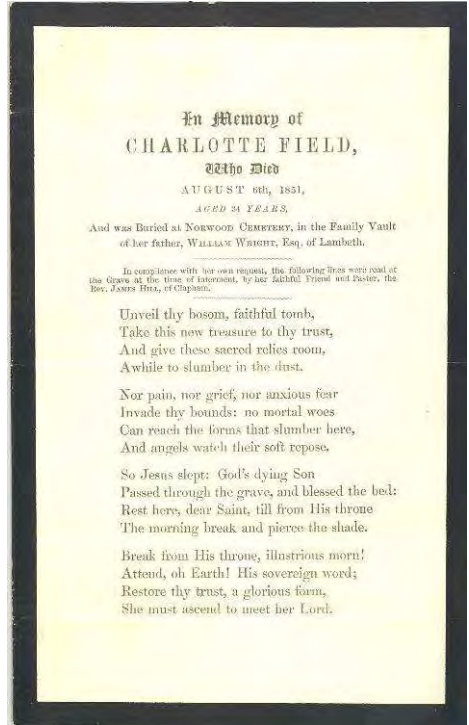 In Memory of
CHARLOTTE FIELD,
Who Died
AUGUST 6th, 1851,
AGED 24 YEARS,
And was Buried at NORWOOD CEMETERY, in the Family Vault
of her father, WILLIAM WRIGHT, Esq. of Lambeth.
In compliance with her own request, the following lines were read at
the Grave at the time of interment, by her faithful Friend and Pastor, the
REV. JAMES HILL, of Clapham.
Unveil thy bosom, faithful tomb,
Take this new treasure to thy trust,
And give these sacred relics room,
Awhile to slumber in the dust.
Nor pain, nor grief, nor anxious fear
Invade thy bounds: no mortal woes
Can reach the forms that slumber here,
And angels watch their soft repose.
So Jesus slept: God's dying Son
Passed through the grave, and blessed the bed:
Rest here, dear Saint, till from His throne
The morning break and pierce the shade.
Break from His throne, illustrious morn!
Attend, oh Earth! His sovereign word;
Restore thy trust, a glorious form,
She must ascend to meet her Lord.